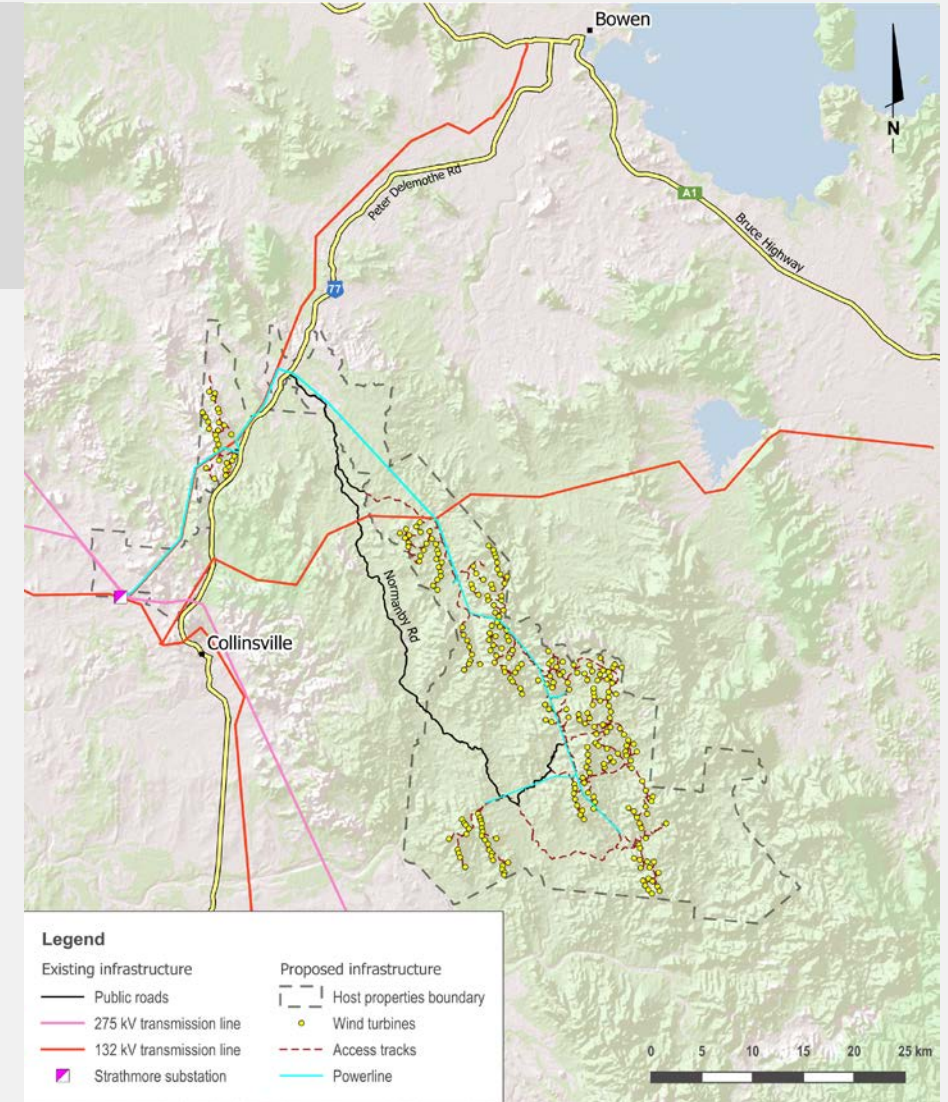 Bowen
N
Peter Delemothe Rd
A1
Bruce Highway
77
Normanby Rd
Collinsville
Legend
Existing infrastructure
Public roads
275 kV transmission line
132 kV transmission line
Strathmore substation
Proposed infrastructure
Host properties boundary
Wind turbines
Access tracks
Powerline
0 5 10 15 20 25 km